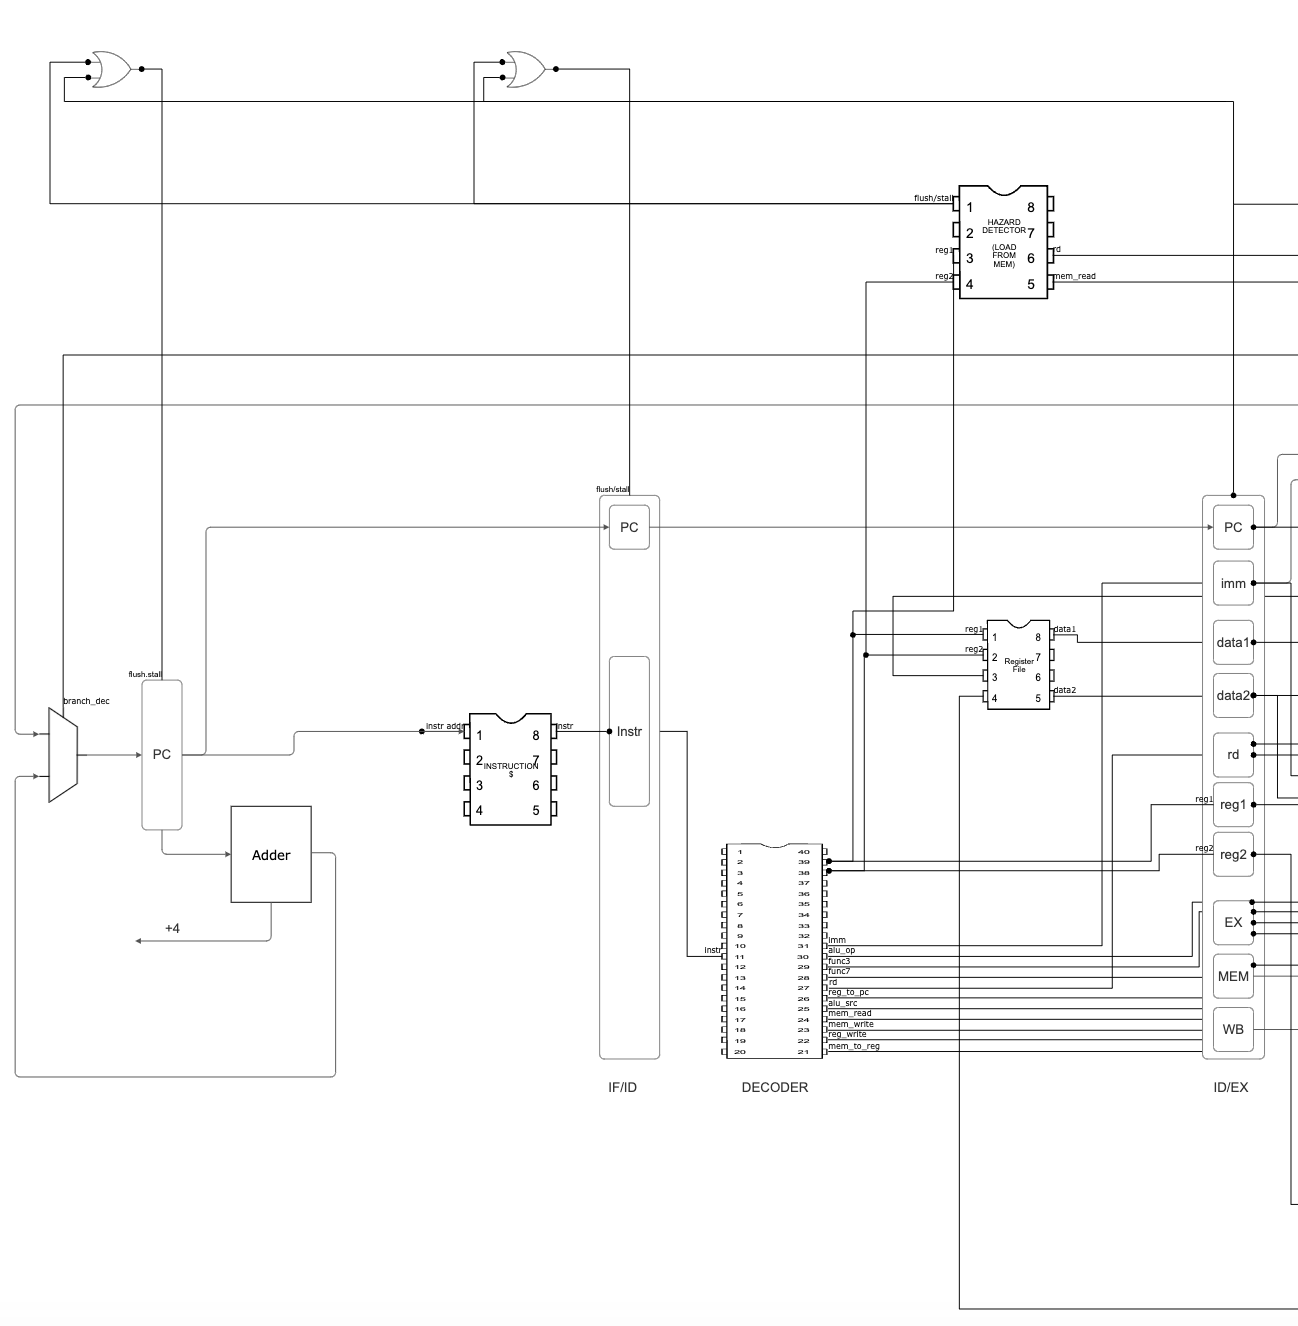 flush/stall
1 8
HAZARD
DETECTOR
2 7
reg1
(LOAD
FROM
MEM)
3 6
rd
reg2
4 5
mem_read
flush/stall
PC
PC
imm
reg1
1 8
data1
reg2
2 7
Register
File
3 6
4 5
data2
data1
data2
flush.stall
branch_dec
PC
instr addr
1 8
instr
2 7
INSTRUCTION
$
3 6
4 5
Instr
rd
reg1
reg1
reg2
reg2
Adder
+4
1 40
2 39
3 38
4 37
5 36
6 35
7 34
8 33
9 32
10 31
imm
instr
11 30
alu_op
12 29
func3
13 28
func7
14 27
rd
15 26
reg_to_pc
16 25
alu_src
17 24
mem_read
18 23
mem_write
19 22
reg_write
20 21
mem_to_reg
EX
MEM
WB
IF/ID
DECODER
ID/EX